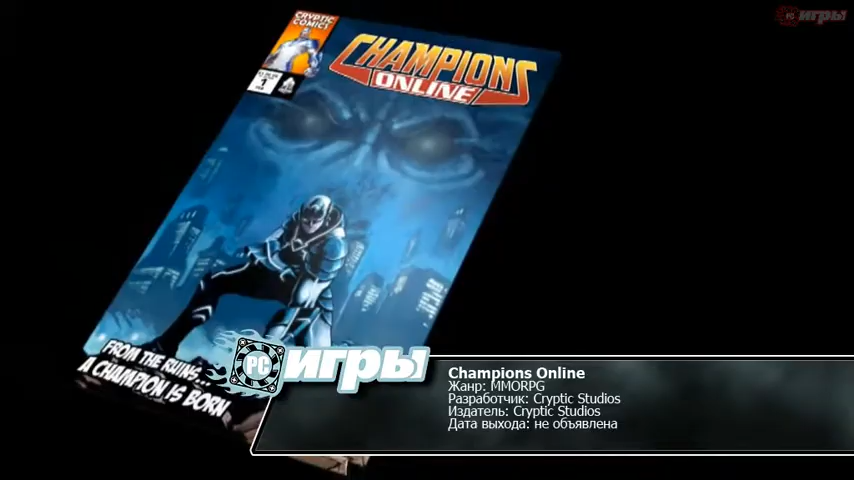 PC ИГРЫ
CRYPTIC
COMICS
CHAMPIONS
ONLINE
1
FROM THE RUINS...
A CHAMPION IS BORN
PC ИГРЫ
Champions Online
Жанр: MMORPG
Разработчик: Cryptic Studios
Издатель: Cryptic Studios
Дата выхода: не объявлена